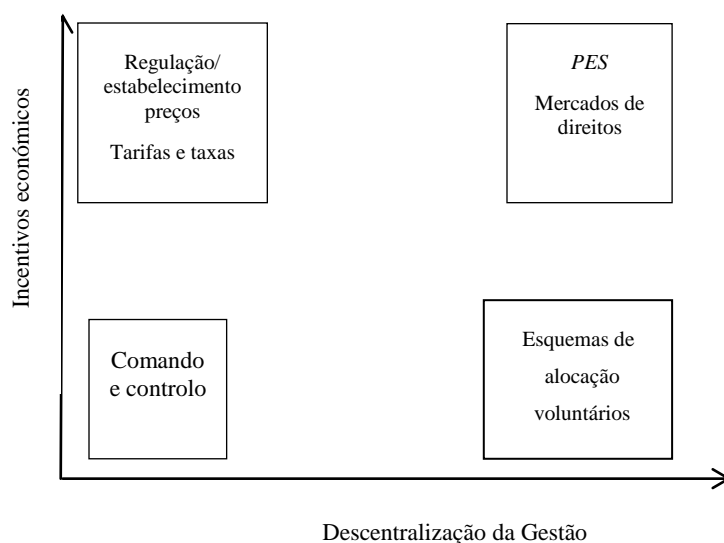 Incentivos económicos
Regulação/
estabelecimento
preços
Tarifas e taxas
PES
Mercados de
direitos
Comando
e controlo
Esquemas de
alocação
voluntários
Descentralização da Gestão